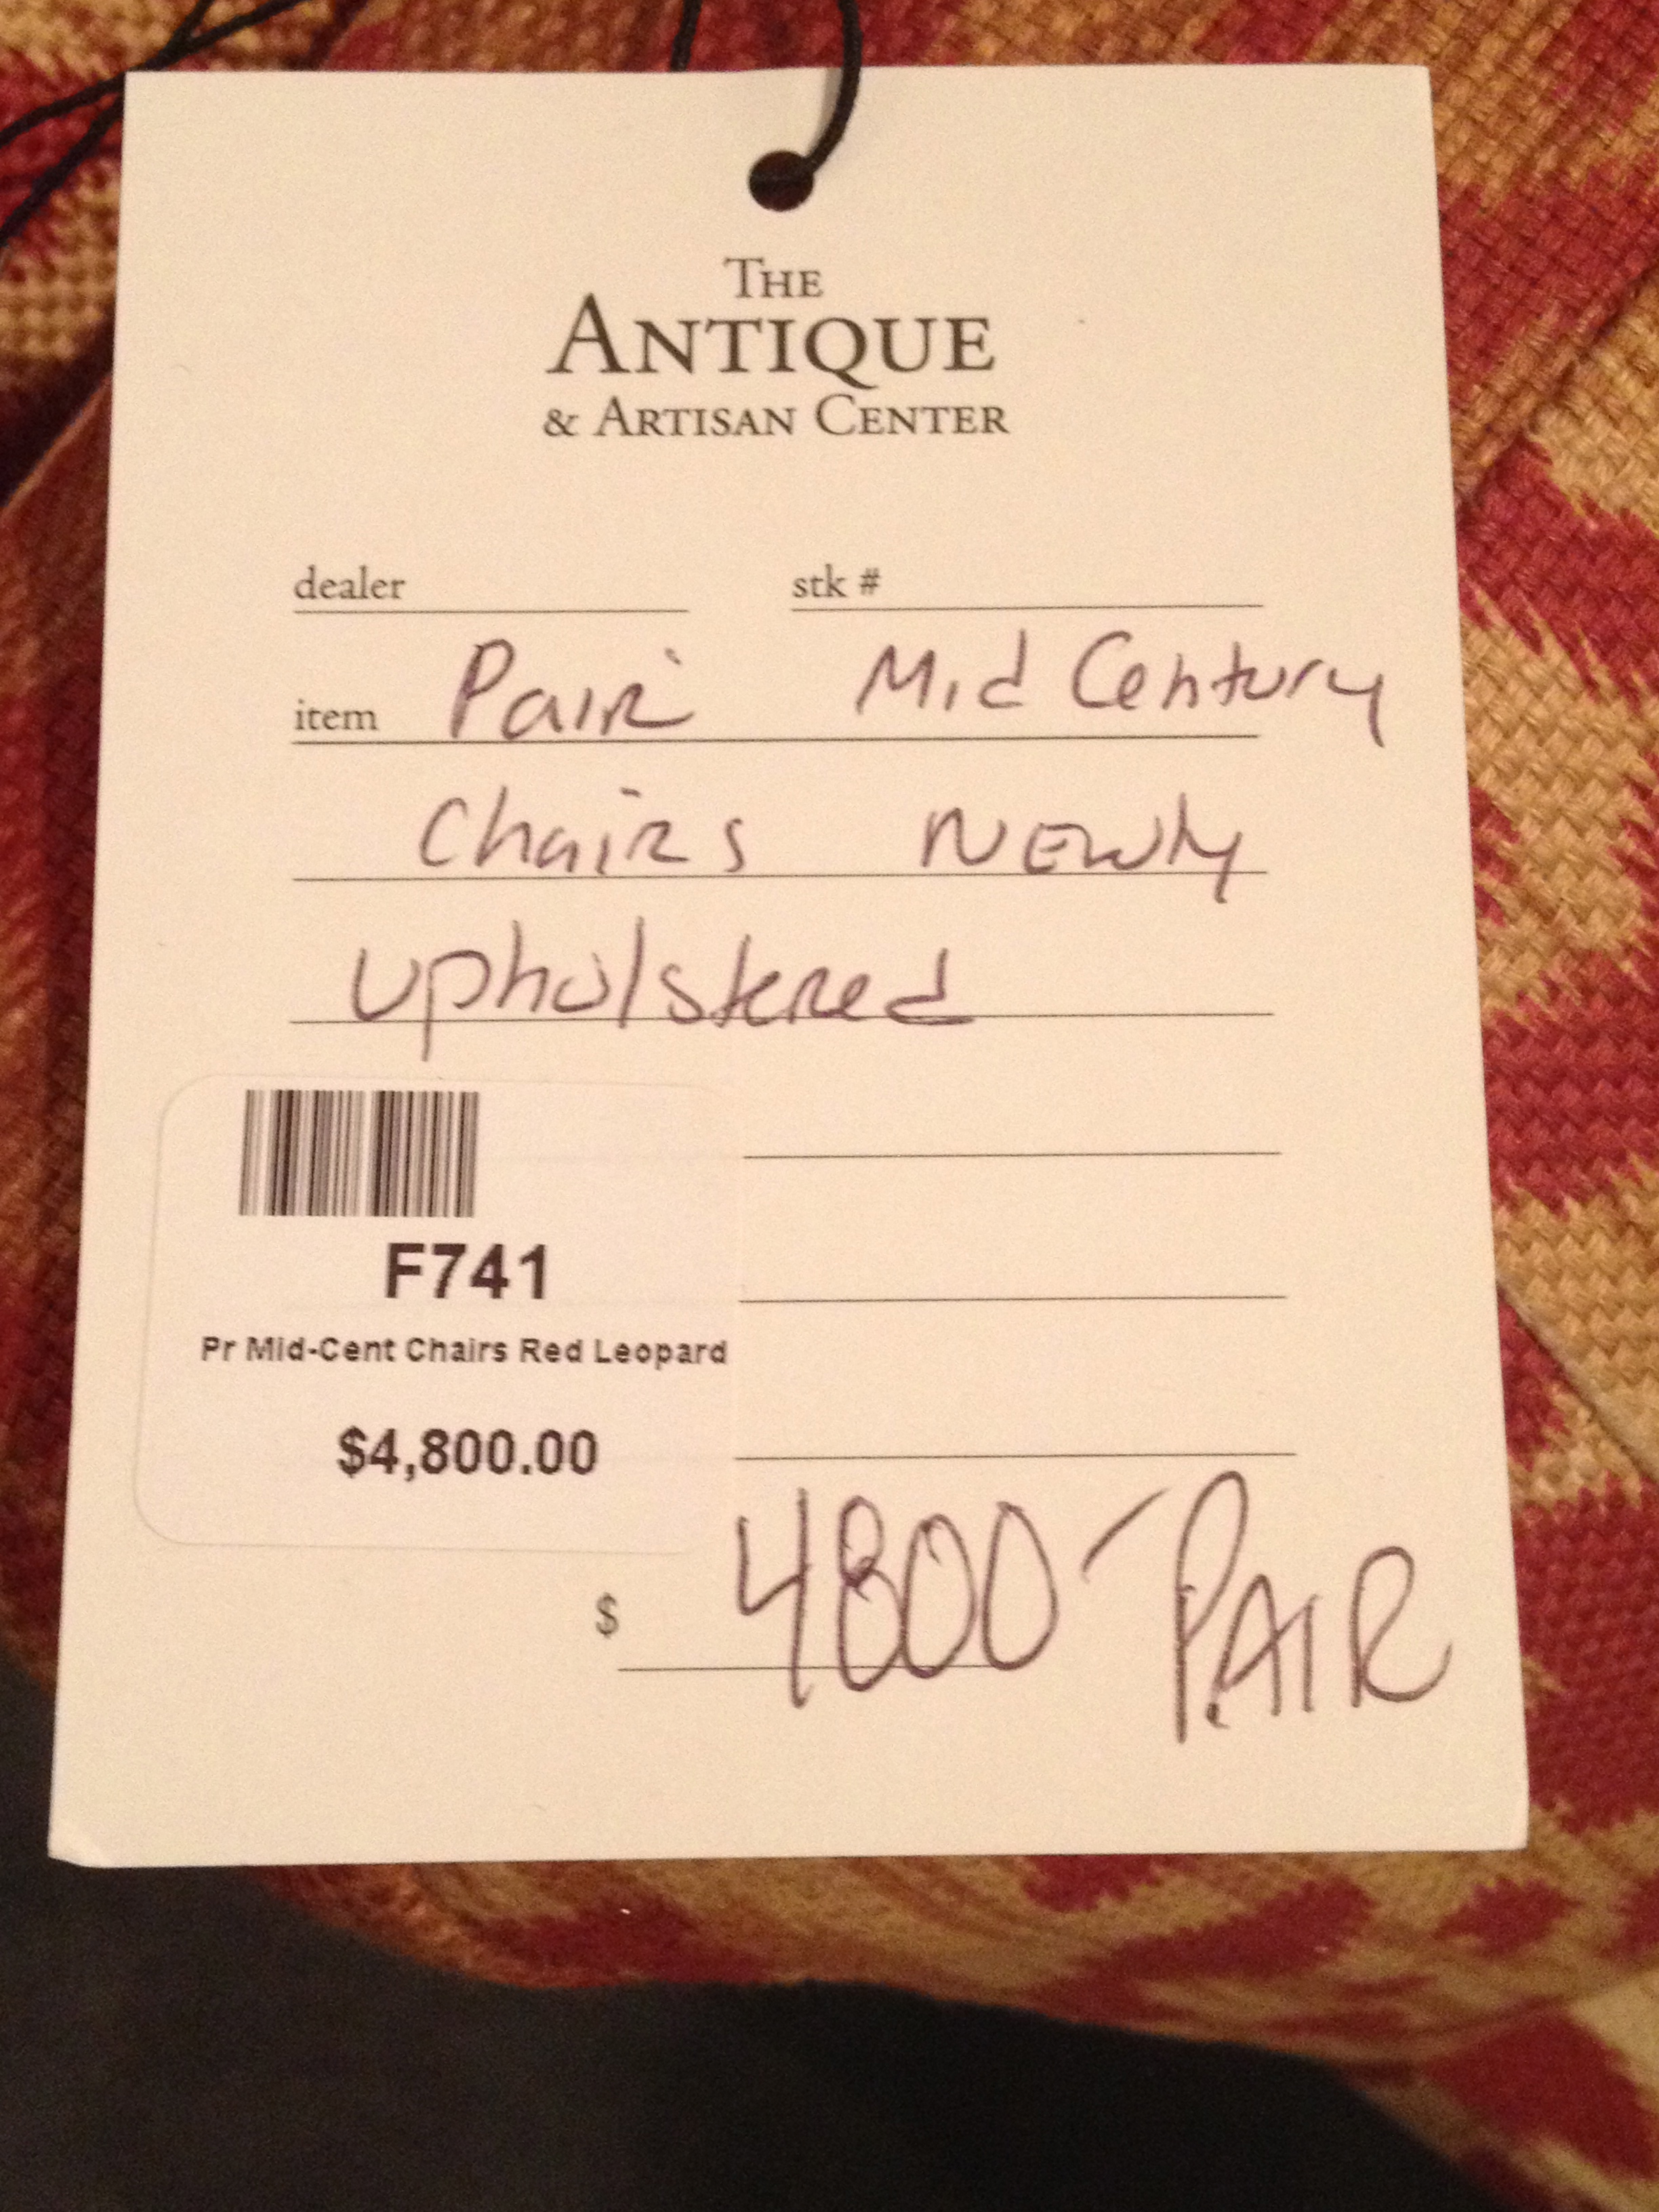 THE
ANTIQUE
& ARTISAN CENTER
dealer stk #
item Pair Mid Century
Chairs Newly
upholstered
F741
Pr Mid-Cent Chairs Red Leopard
$4,800.00
$ 4800- PAIR